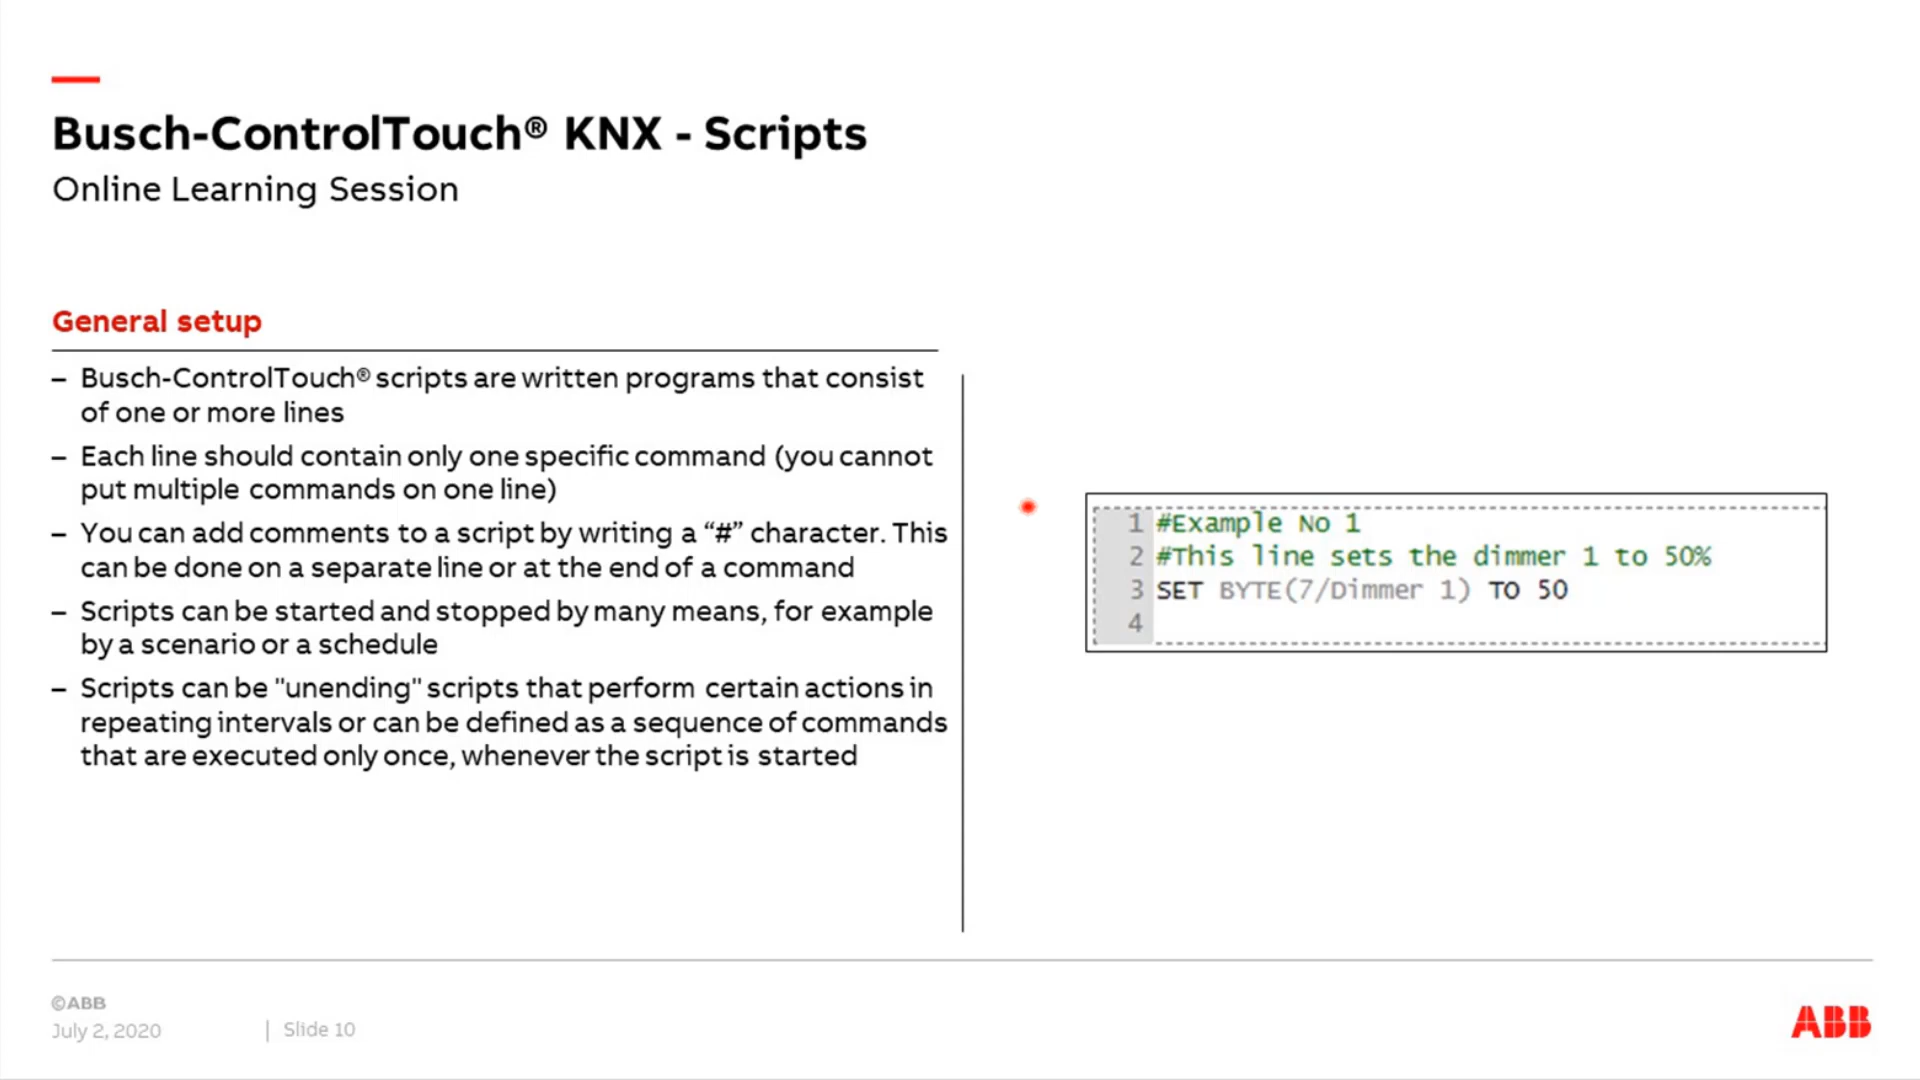 Busch-ControlTouch® KNX - Scripts
Online Learning Session
General setup
– Busch-ControlTouch® scripts are written programs that consist
of one or more lines
– Each line should contain only one specific command (you cannot
put multiple commands on one line)
– You can add comments to a script by writing a “#” character. This
can be done on a separate line or at the end of a command
– Scripts can be started and stopped by many means, for example
by a scenario or a schedule
– Scripts can be "unending" scripts that perform certain actions in
repeating intervals or can be defined as a sequence of commands
that are executed only once, whenever the script is started
1 #Example No 1
2 #This line sets the dimmer 1 to 50%
3 SET BYTE(7/Dimmer 1) TO 50
4
©ABB
July 2, 2020 | Slide 10
ABB